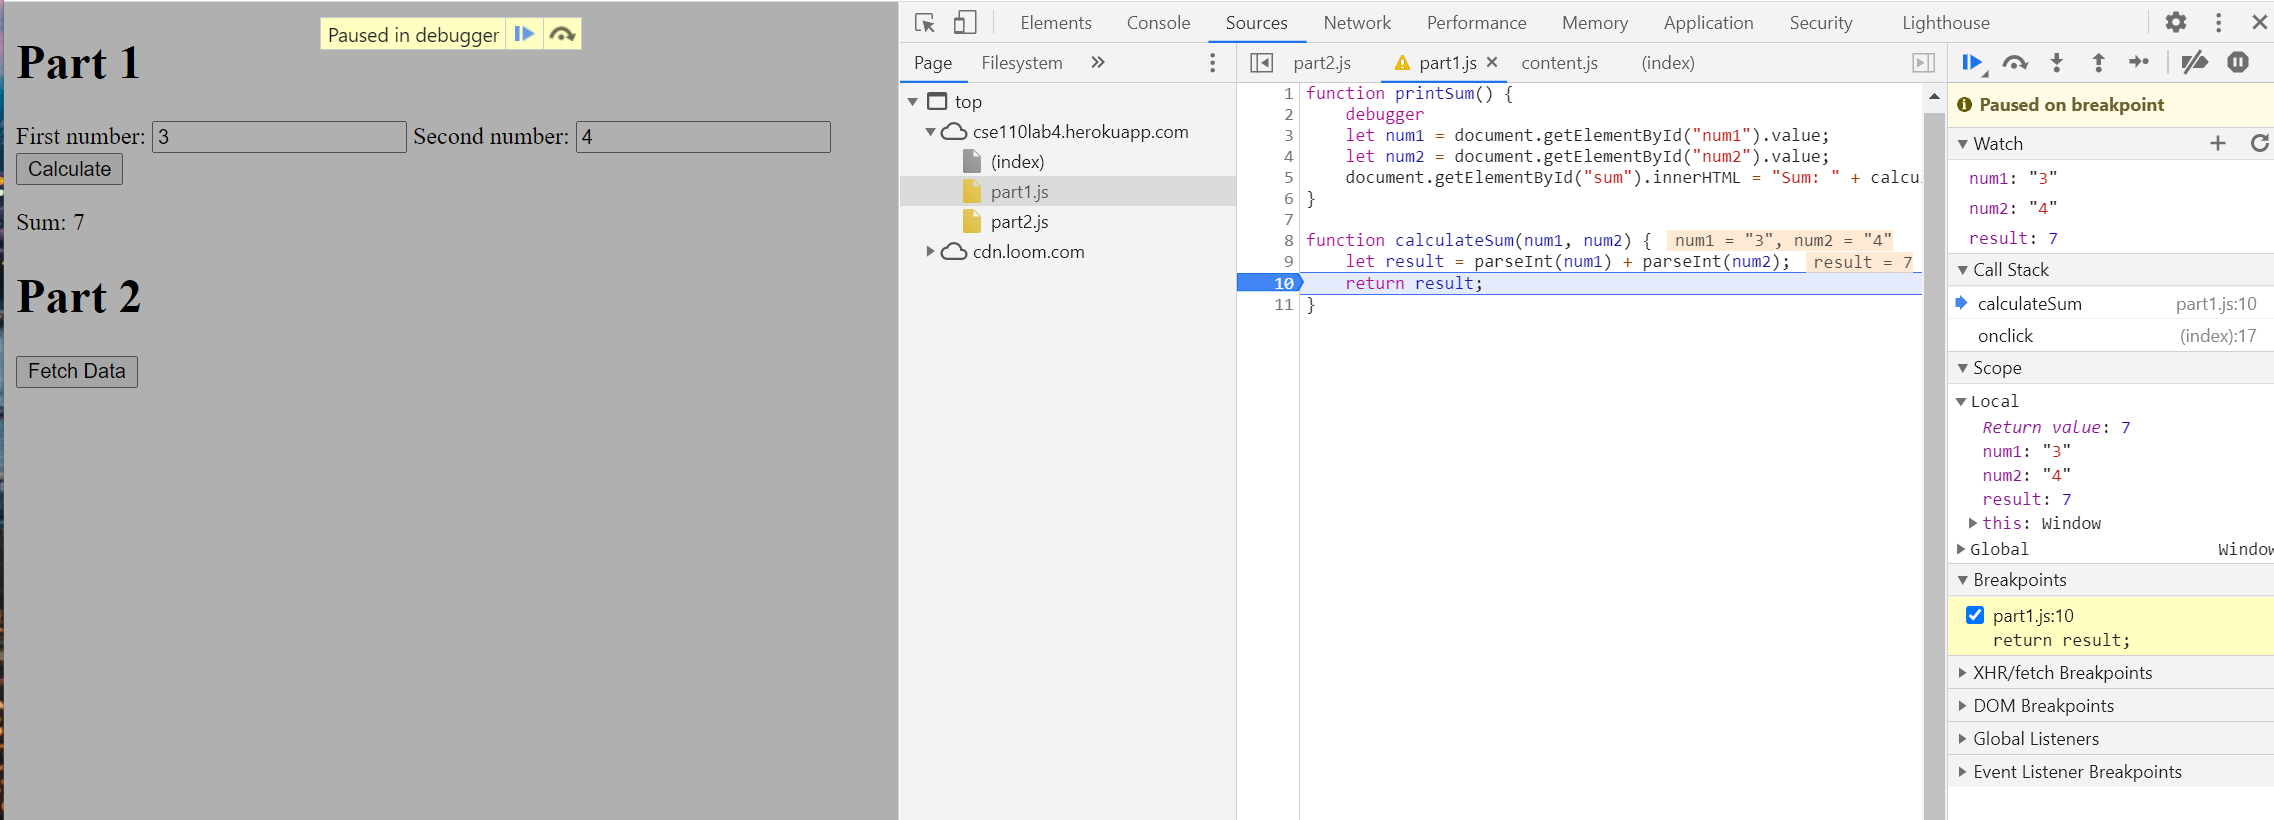 Paused in debugger
Part 1
First number: 3 Second number: 4
Calculate
Sum: 7
Part 2
Fetch Data
Elements Console Sources Network Performance Memory Application Security Lighthouse
Page Filesystem »
top
cse110lab4.herokuapp.com
(index)
part1.js
part2.js
cdn.loom.com
part2.js part1.js content.js (index)
1 function printSum() {
2 debugger
3 let num1 = document.getElementById("num1").value;
4 let num2 = document.getElementById("num2").value;
5 document.getElementById("sum").innerHTML = "Sum: " + calcu
6 }
7
8 function calculateSum(num1, num2) { num1 = "3", num2 = "4"
9 let result = parseInt(num1) + parseInt(num2); result = 7
10 return result;
11 }
Paused on breakpoint
Watch
num1: "3"
num2: "4"
result: 7
Call Stack
calculateSum part1.js:10
onclick (index):17
Scope
Local
Return value: 7
num1: "3"
num2: "4"
result: 7
this: Window
Global Window
Breakpoints
part1.js:10
return result;
XHR/fetch Breakpoints
DOM Breakpoints
Global Listeners
Event Listener Breakpoints